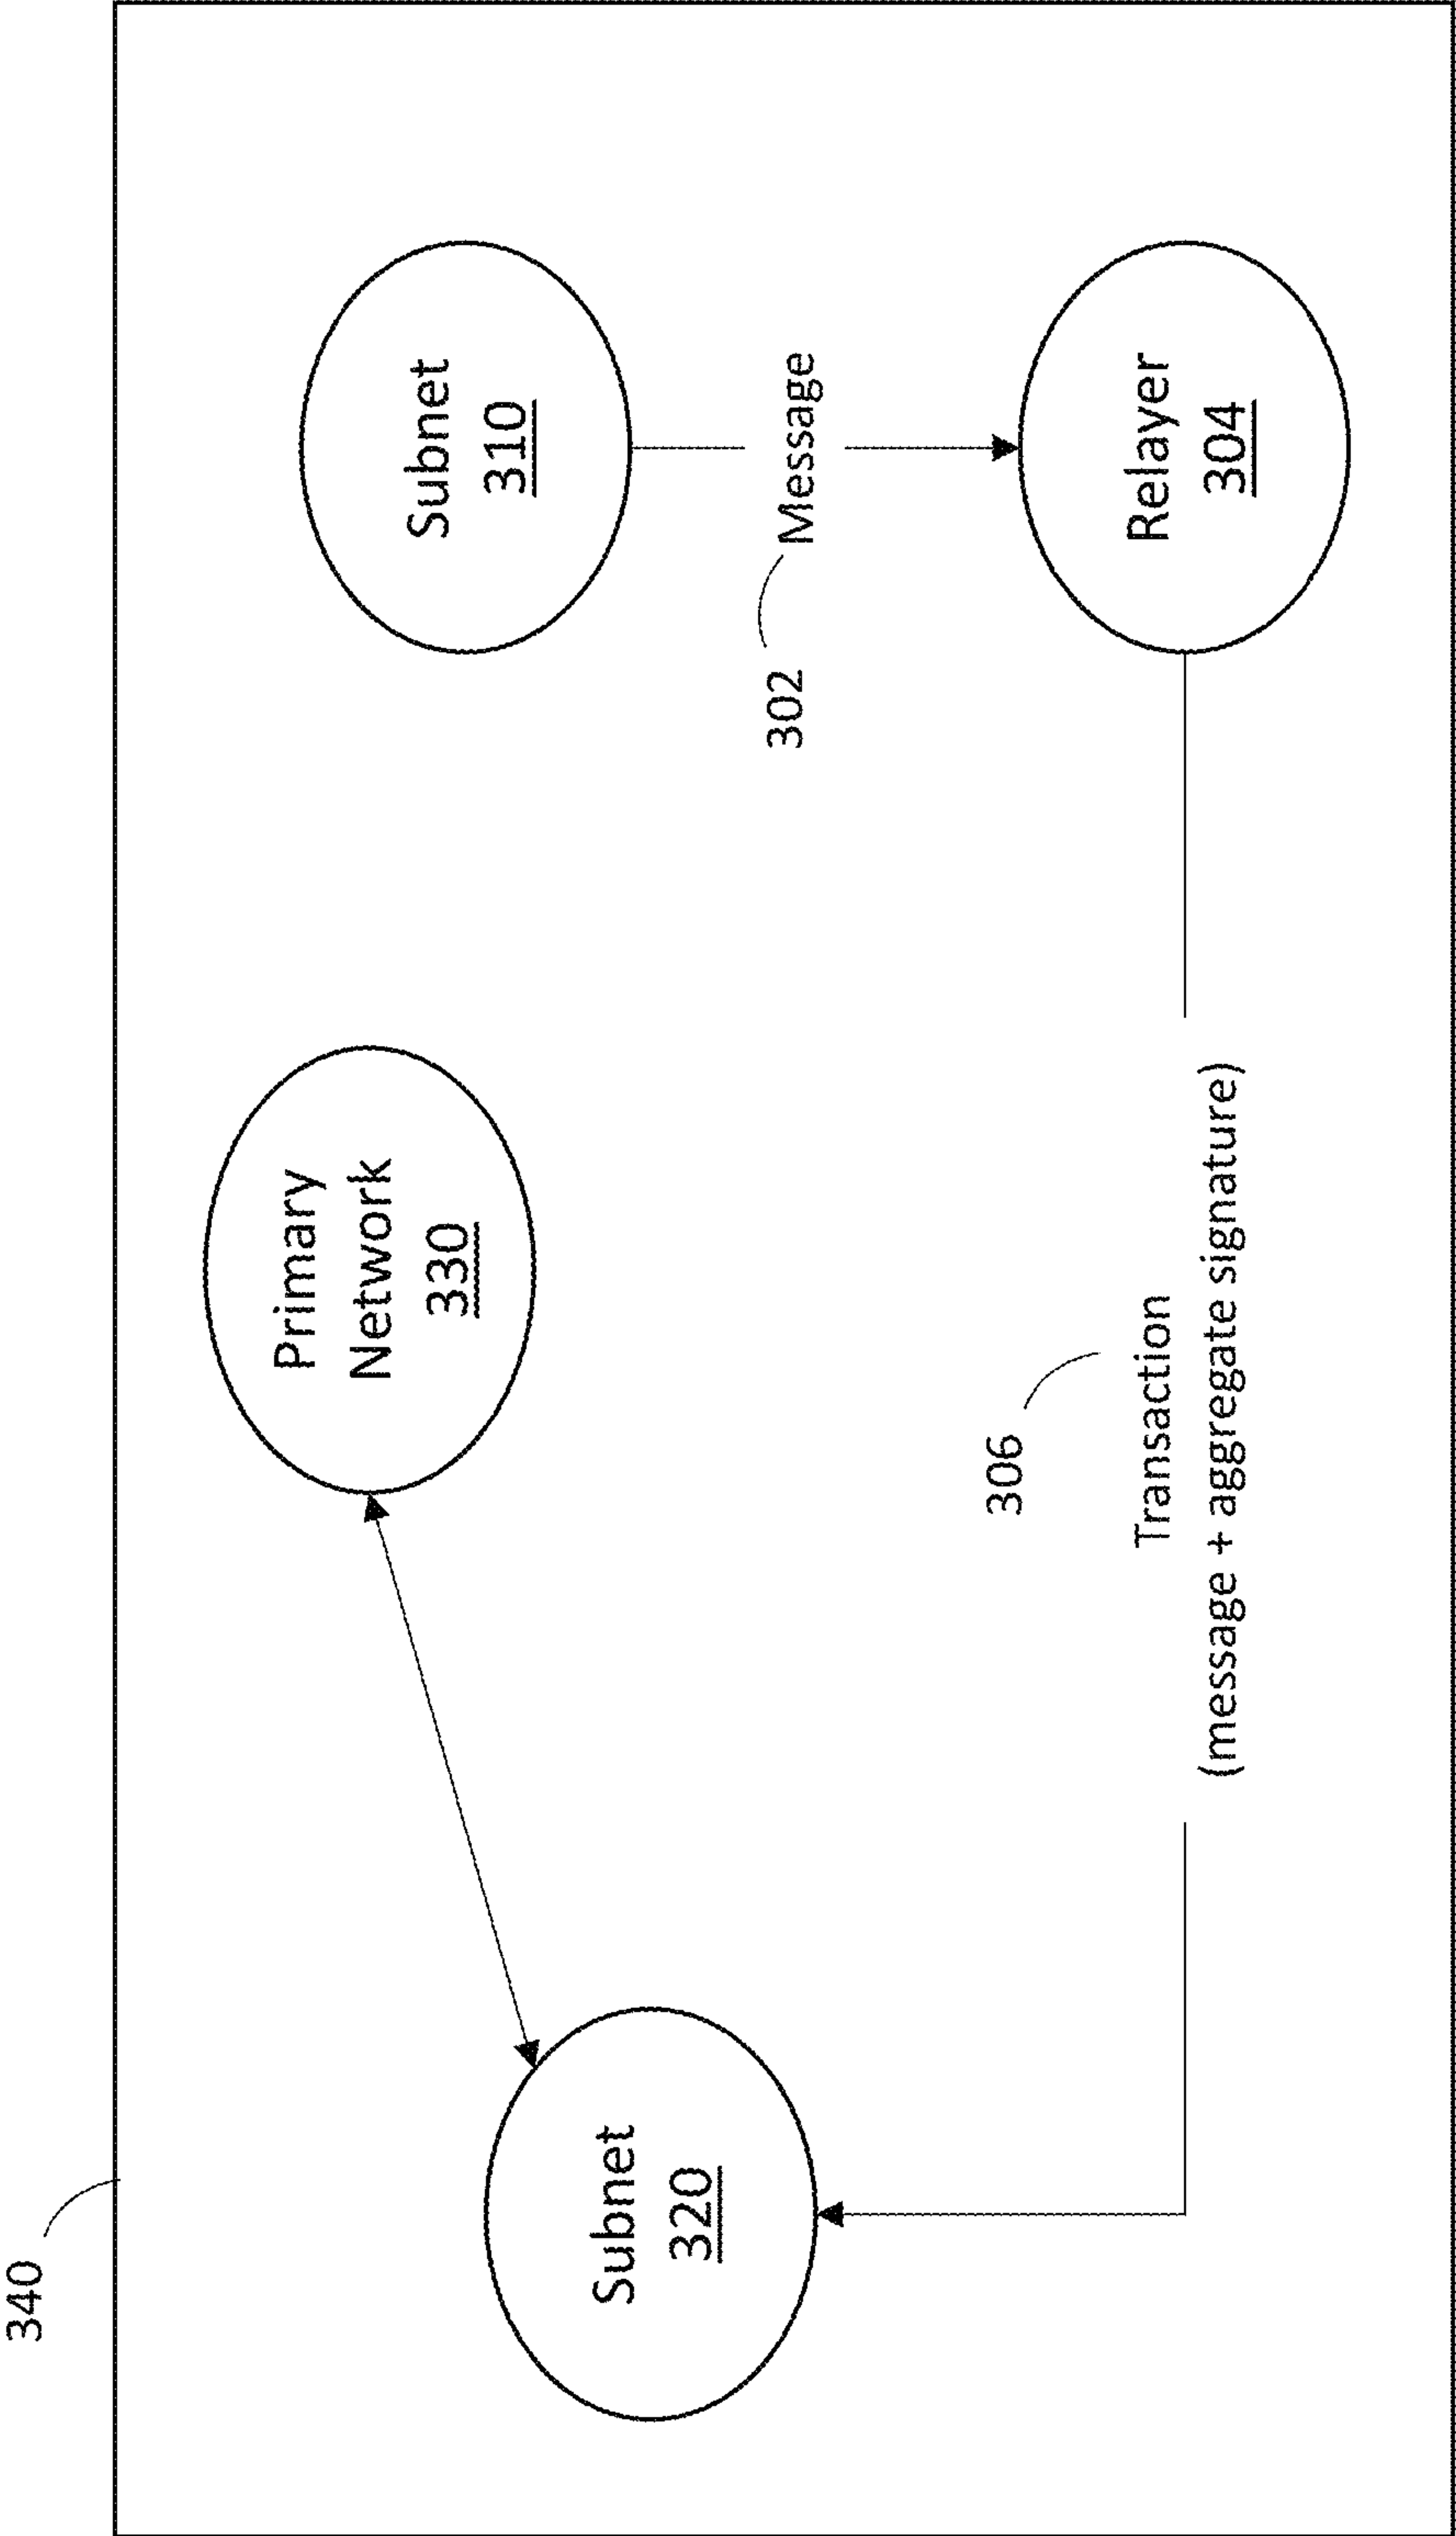 340
Primary
Network
330
Subnet
310
Subnet
320
302
Message
306
Transaction
(message + aggregate signature)
Relayer
304